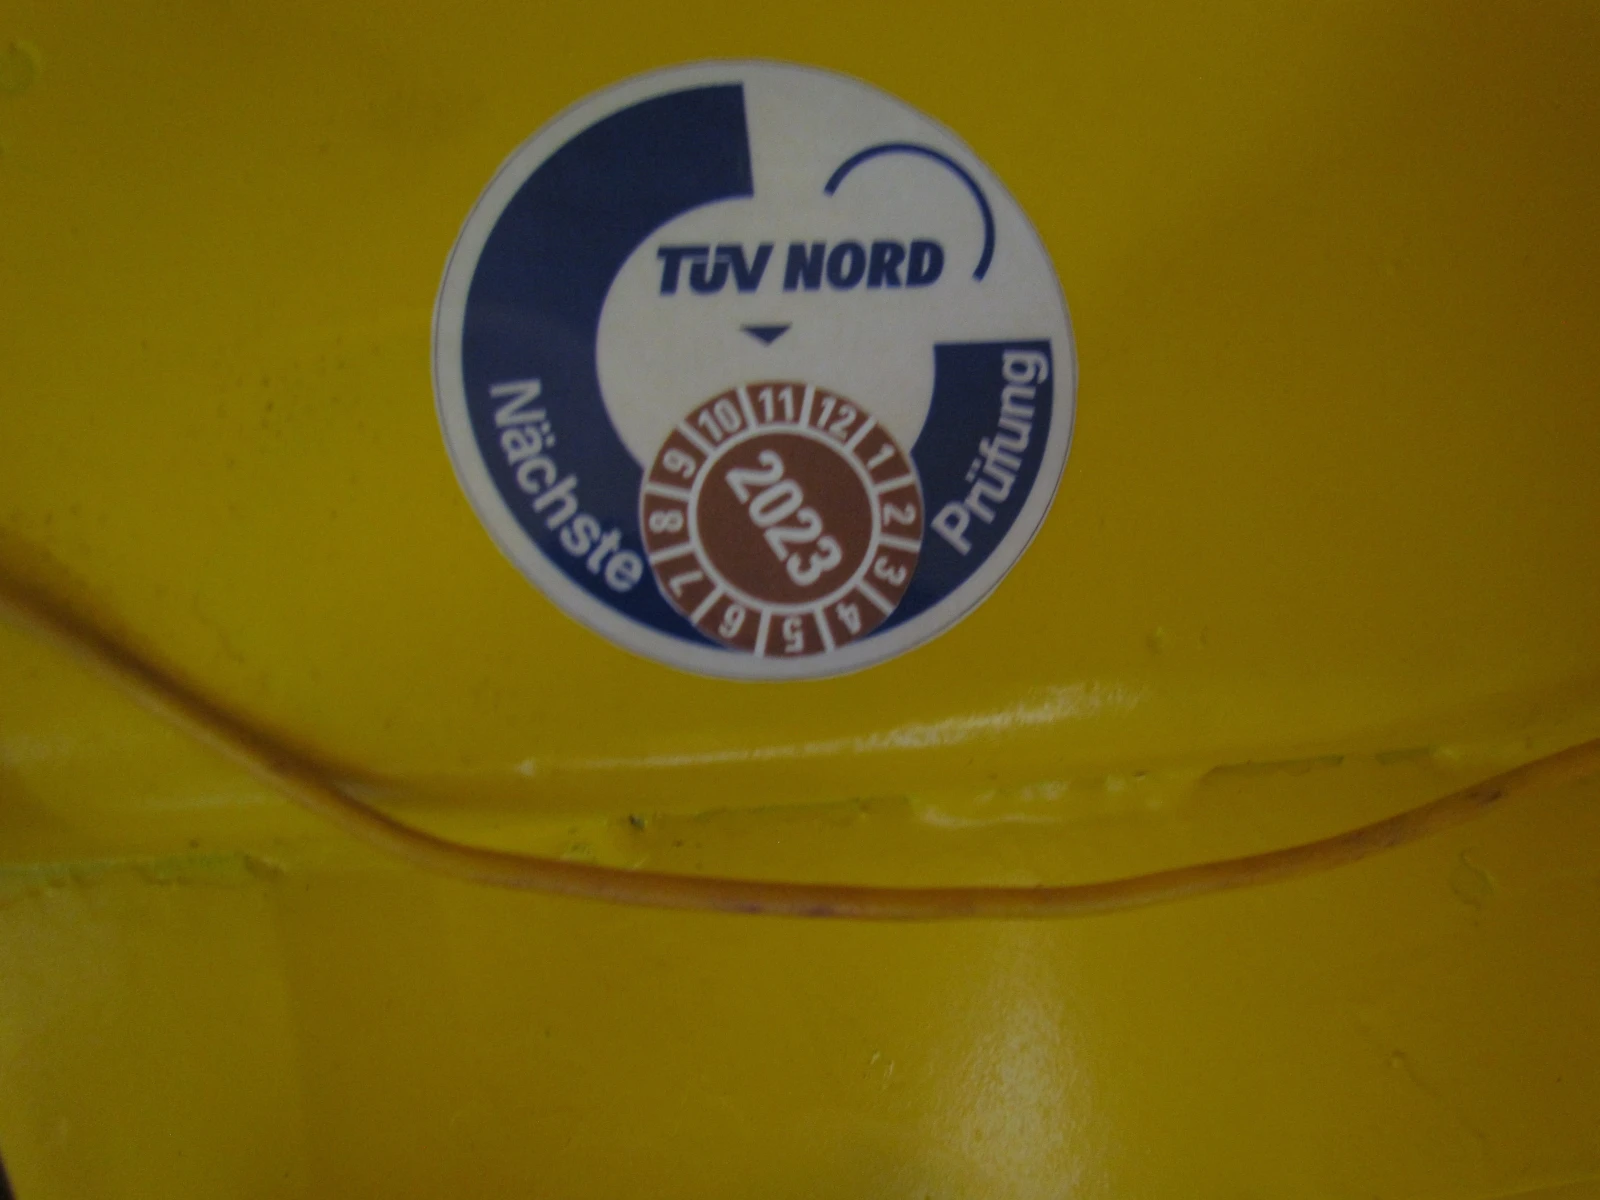 TÜV NORD
Nächste
Prüfung
10 11 12 1 2 3 4 5 6 7 8 9
2023